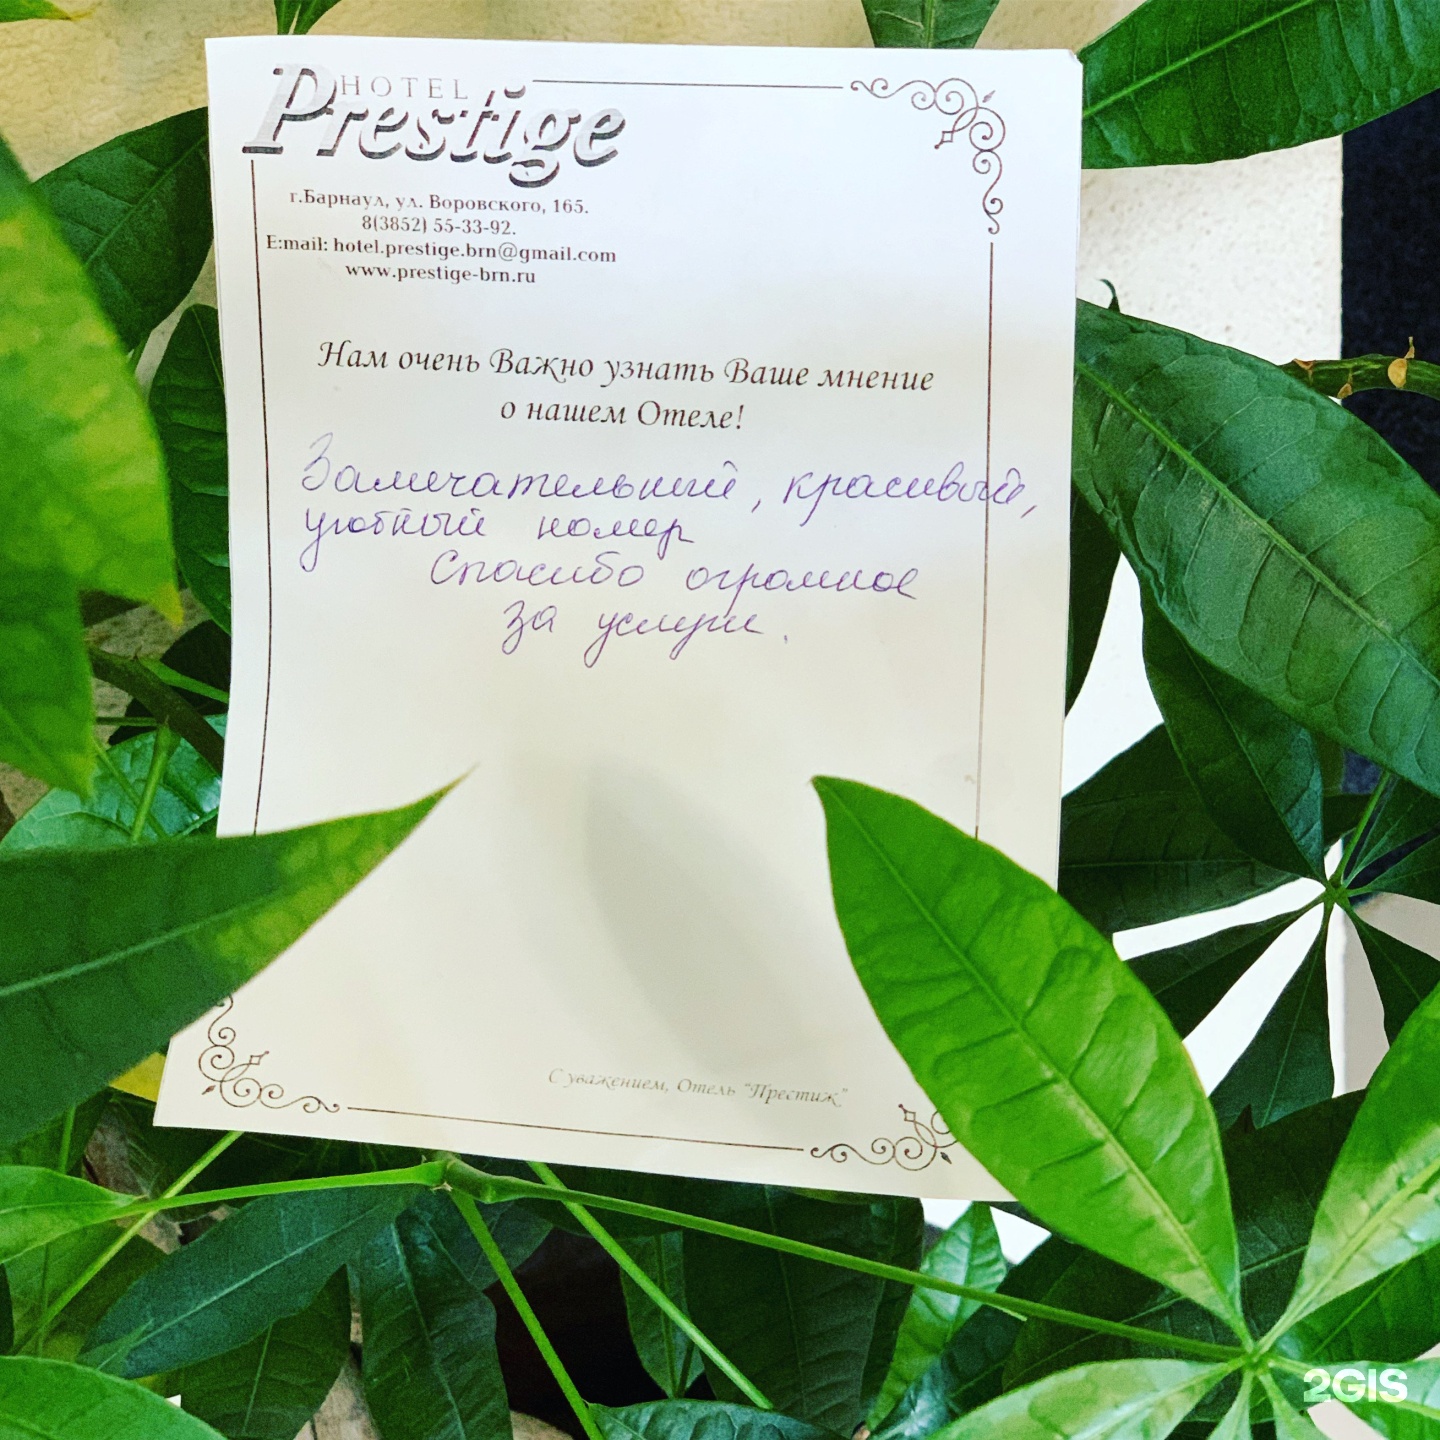 HOTEL
Prestige
г.Барнаул, ул. Воровского, 165.
8(3852) 55-33-92.
E:mail: hotel.prestige.brn@gmail.com
www.prestige-brn.ru
Нам очень Важно узнать Ваше мнение
о нашем Отеле!
Замечательный, красивый,
уютный номер
Спасибо огромное
за услуги.
С уважением, Отель "Престиж"
2GIS